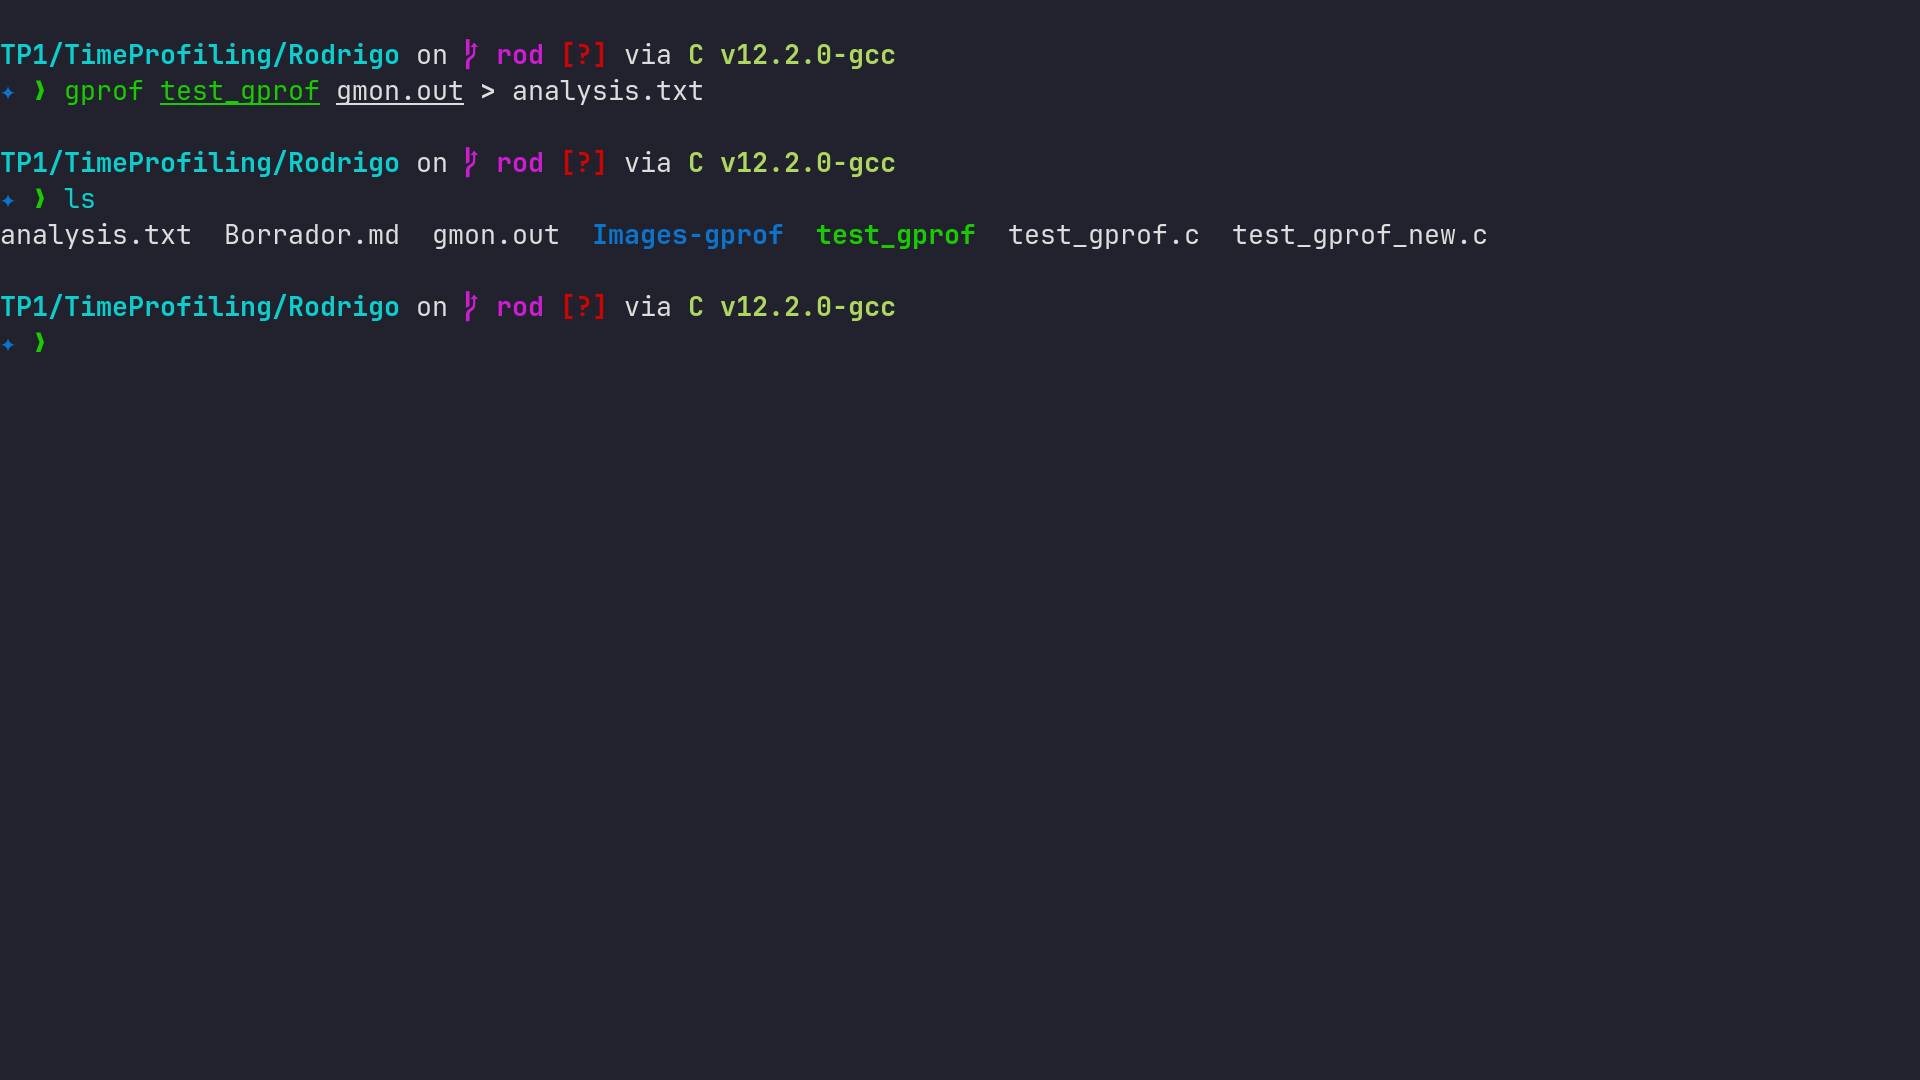 TP1/TimeProfiling/Rodrigo on rod [?] via C v12.2.0-gcc
✦ ❱ gprof test_gprof gmon.out > analysis.txt
TP1/TimeProfiling/Rodrigo on rod [?] via C v12.2.0-gcc
✦ ❱ ls
analysis.txt  Borrador.md  gmon.out  Images-gprof  test_gprof  test_gprof.c  test_gprof_new.c
TP1/TimeProfiling/Rodrigo on rod [?] via C v12.2.0-gcc
✦ ❱